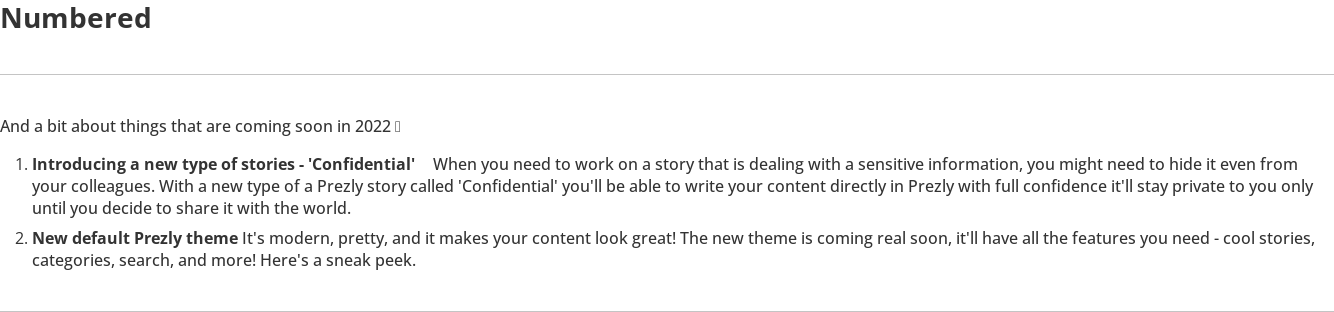 Numbered
And a bit about things that are coming soon in 2022
1. Introducing a new type of stories - 'Confidential' When you need to work on a story that is dealing with a sensitive information, you might need to hide it even from
your colleagues. With a new type of a Prezly story called 'Confidential' you'll be able to write your content directly in Prezly with full confidence it'll stay private to you only
until you decide to share it with the world.
2. New default Prezly theme It's modern, pretty, and it makes your content look great! The new theme is coming real soon, it'll have all the features you need - cool stories,
categories, search, and more! Here's a sneak peek.